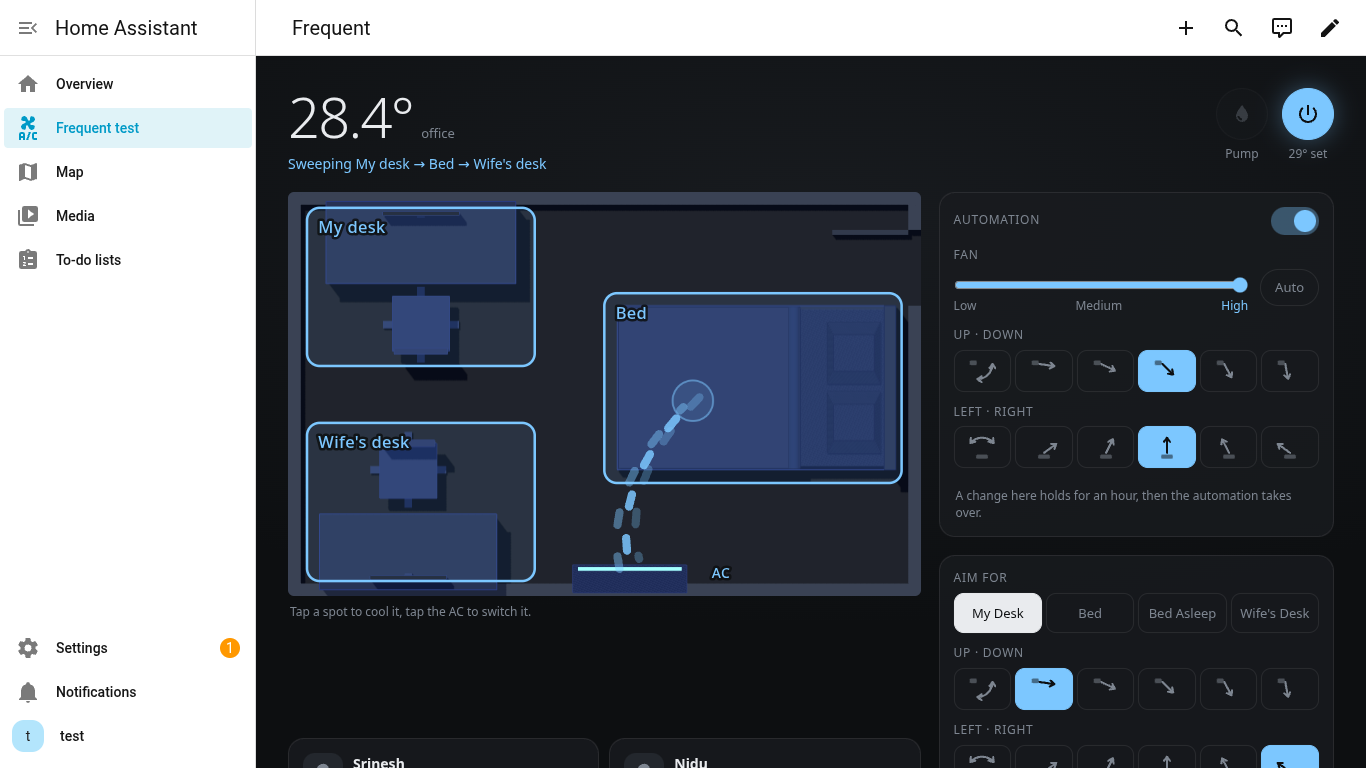 Home Assistant
Frequent
Overview
A/C
Frequent test
Map
Media
To-do lists
Settings
1
Notifications
t
test
28.4°
office
Sweeping My desk → Bed → Wife's desk
Pump
29° set
My desk
Bed
Wife's desk
AC
Tap a spot to cool it, tap the AC to switch it.
AUTOMATION
FAN
Auto
Low
Medium
High
UP · DOWN
LEFT · RIGHT
A change here holds for an hour, then the automation takes
over.
AIM FOR
My Desk
Bed
Bed Asleep
Wife's Desk
UP · DOWN
LEFT · RIGHT
Srinesh
Nidu